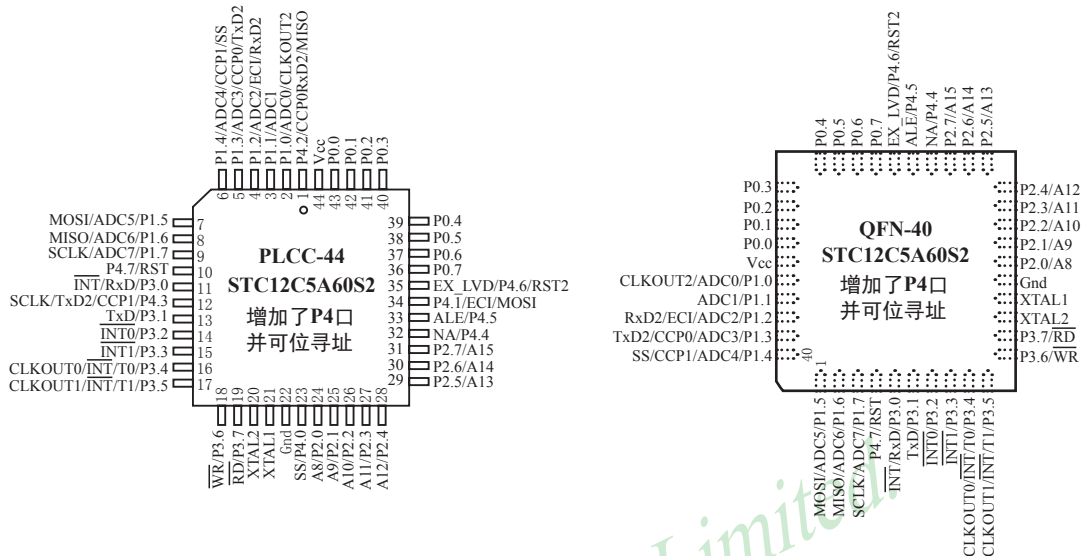 P1.4/ADC4/CCP1/SS
P1.3/ADC3/CCP0/TxD2
P1.2/ADC2/ECI/RxD2
P1.1/ADC1
P1.0/ADC0/CLKOUT2
P4.2/CCP0RxD2/MISO
Vcc
P0.0
P0.1
P0.2
P0.3
6
5
4
3
2
1
44
43
42
41
40
MOSI/ADC5/P1.5
MISO/ADC6/P1.6
SCLK/ADC7/P1.7
P4.7/RST
INT/RxD/P3.0
SCLK/TxD2/CCP1/P4.3
TxD/P3.1
INT0/P3.2
INT1/P3.3
CLKOUT0/INT/T0/P3.4
CLKOUT1/INT/T1/P3.5
7
8
9
10
11
12
13
14
15
16
17
PLCC-44
STC12C5A60S2
增加了P4口
并可位寻址
39
38
37
36
35
34
33
32
31
30
29
P0.4
P0.5
P0.6
P0.7
EX_LVD/P4.6/RST2
P4.1/ECI/MOSI
ALE/P4.5
NA/P4.4
P2.7/A15
P2.6/A14
P2.5/A13
18
19
20
21
22
23
24
25
26
27
28
WR/P3.6
RD/P3.7
XTAL2
XTAL1
Gnd
SS/P4.0
A8/P2.0
A9/P2.1
A10/P2.2
A11/P2.3
A12/P2.4
P0.4
P0.5
P0.6
P0.7
EX_LVD/P4.6/RST2
ALE/P4.5
NA/P4.4
P2.7/A15
P2.6/A14
P2.5/A13
P0.3
P0.2
P0.1
P0.0
Vcc
CLKOUT2/ADC0/P1.0
ADC1/P1.1
RxD2/ECI/ADC2/P1.2
TxD2/CCP0/ADC3/P1.3
SS/CCP1/ADC4/P1.4
QFN-40
STC12C5A60S2
增加了P4口
并可位寻址
40
1
P2.4/A12
P2.3/A11
P2.2/A10
P2.1/A9
P2.0/A8
Gnd
XTAL1
XTAL2
P3.7/RD
P3.6/WR
MOSI/ADC5/P1.5
MISO/ADC6/P1.6
SCLK/ADC7/P1.7
P4.7/RST
INT/RxD/P3.0
TxD/P3.1
INT0/P3.2
INT1/P3.3
CLKOUT0/INT/T0/P3.4
CLKOUT1/INT/T1/P3.5
Limited.